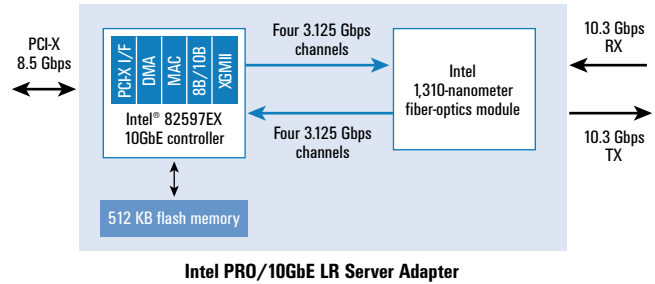 PCI-X
8.5 Gbps
PCI-X I/F
DMA
MAC
8B/10B
XGMII
Intel® 82597EX
10GbE controller
512 KB flash memory
Four 3.125 Gbps
channels
Four 3.125 Gbps
channels
Intel
1,310-nanometer
fiber-optics module
10.3 Gbps
RX
10.3 Gbps
TX
Intel PRO/10GbE LR Server Adapter